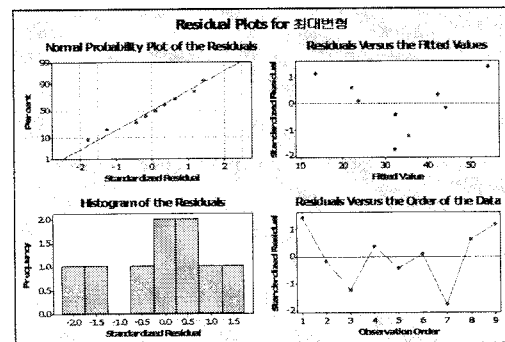 Residual Plots for 최대변형
Normal Probability Plot of the Residuals
99
90
50
10
1
Percent
-2 -1 0 1 2
Standardized Residual
Residuals Versus the Fitted Values
1
0
-1
-2
Standardized Residual
10 20 30 40 50
Fitted Value
Histogram of the Residuals
2.0
1.5
1.0
0.5
0.0
Frequency
-2.0 -1.5 -1.0 -0.5 0.0 0.5 1.0 1.5
Standardized Residual
Residuals Versus the Order of the Data
1
0
-1
-2
Standardized Residual
1 2 3 4 5 6 7 8 9
Observation Order